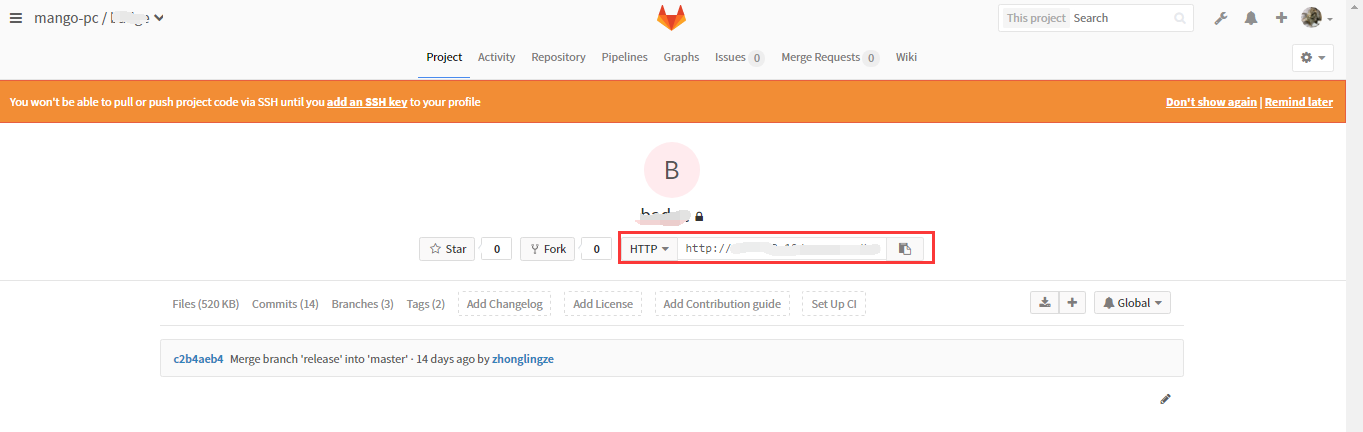 mango-pc /
This project Search
Project Activity Repository Pipelines Graphs Issues 0 Merge Requests 0 Wiki
You won't be able to pull or push project code via SSH until you add an SSH key to your profile Don't show again | Remind later
B
Star 0 Fork 0 HTTP http://
Files (520 KB) Commits (14) Branches (3) Tags (2) Add Changelog Add License Add Contribution guide Set Up CI Global
c2b4aeb4 Merge branch 'release' into 'master' · 14 days ago by zhonglingze